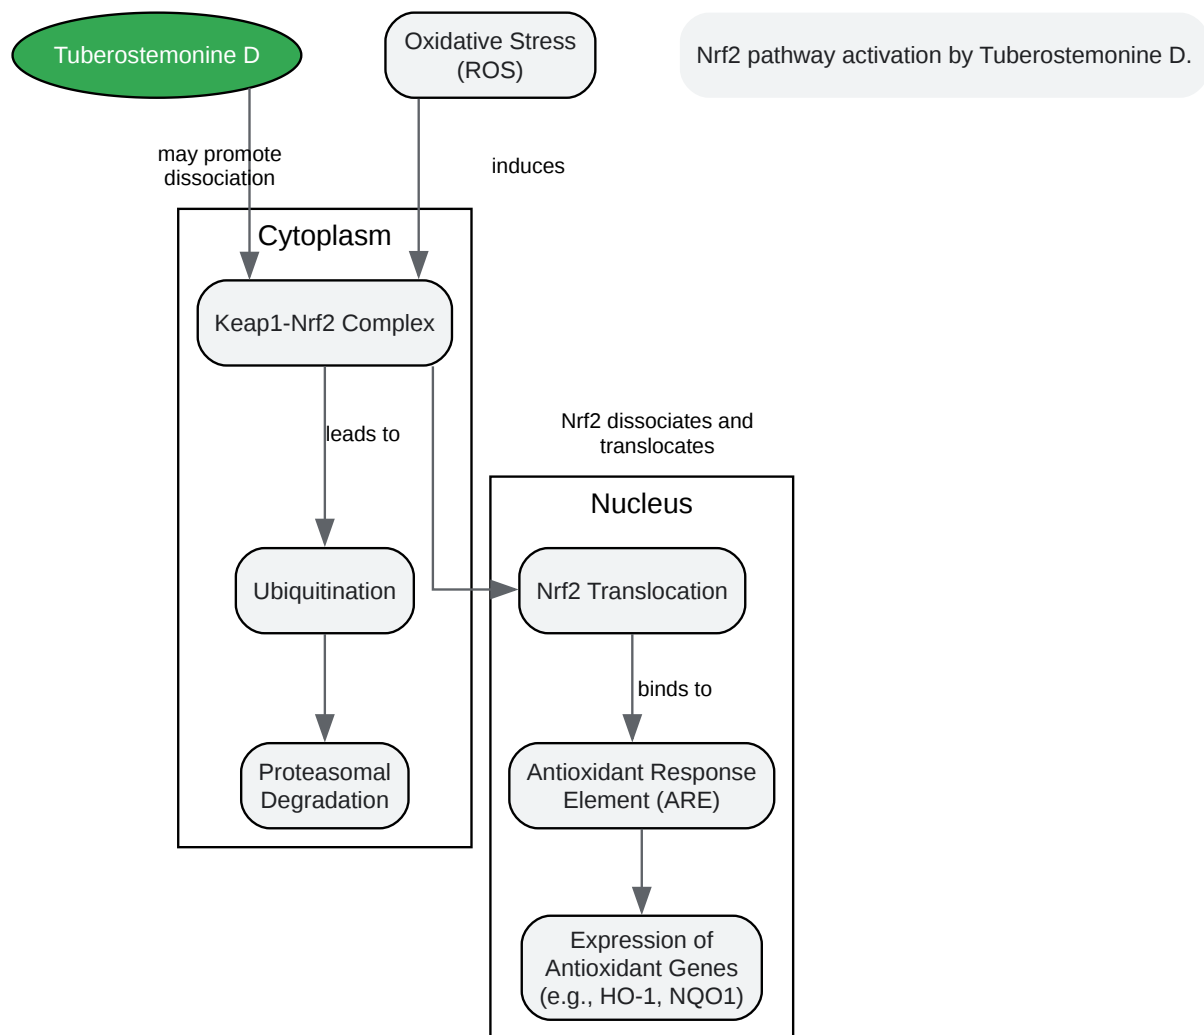 Tuberostemonine D
Oxidative Stress
(ROS)
Nrf2 pathway activation by Tuberostemonine D.
may promote
dissociation
induces
Cytoplasm
Keap1-Nrf2 Complex
leads to
Nrf2 dissociates and
translocates
Nucleus
Ubiquitination
Nrf2 Translocation
binds to
Proteasomal
Degradation
Antioxidant Response
Element (ARE)
Expression of
Antioxidant Genes
(e.g., HO-1, NQO1)